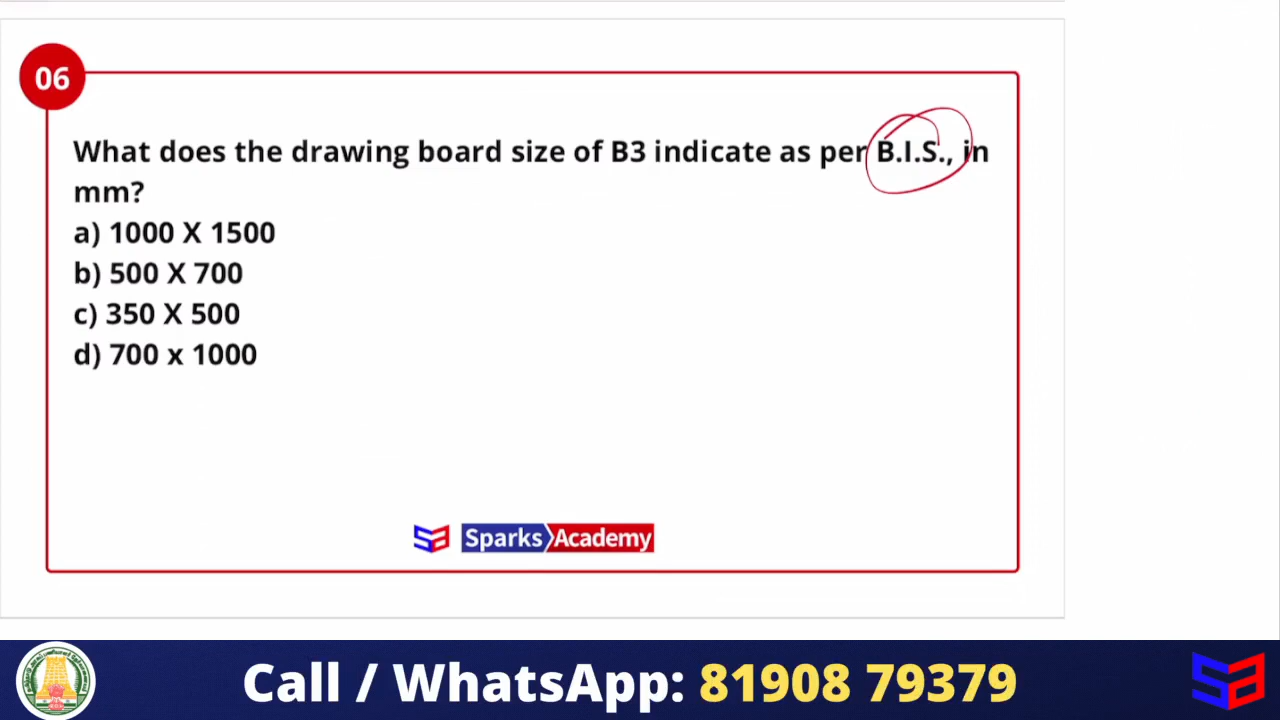 06
What does the drawing board size of B3 indicate as per B.I.S., in
mm?
a) 1000 X 1500
b) 500 X 700
c) 350 X 500
d) 700 x 1000
Sparks Academy
Call / WhatsApp: 81908 79379